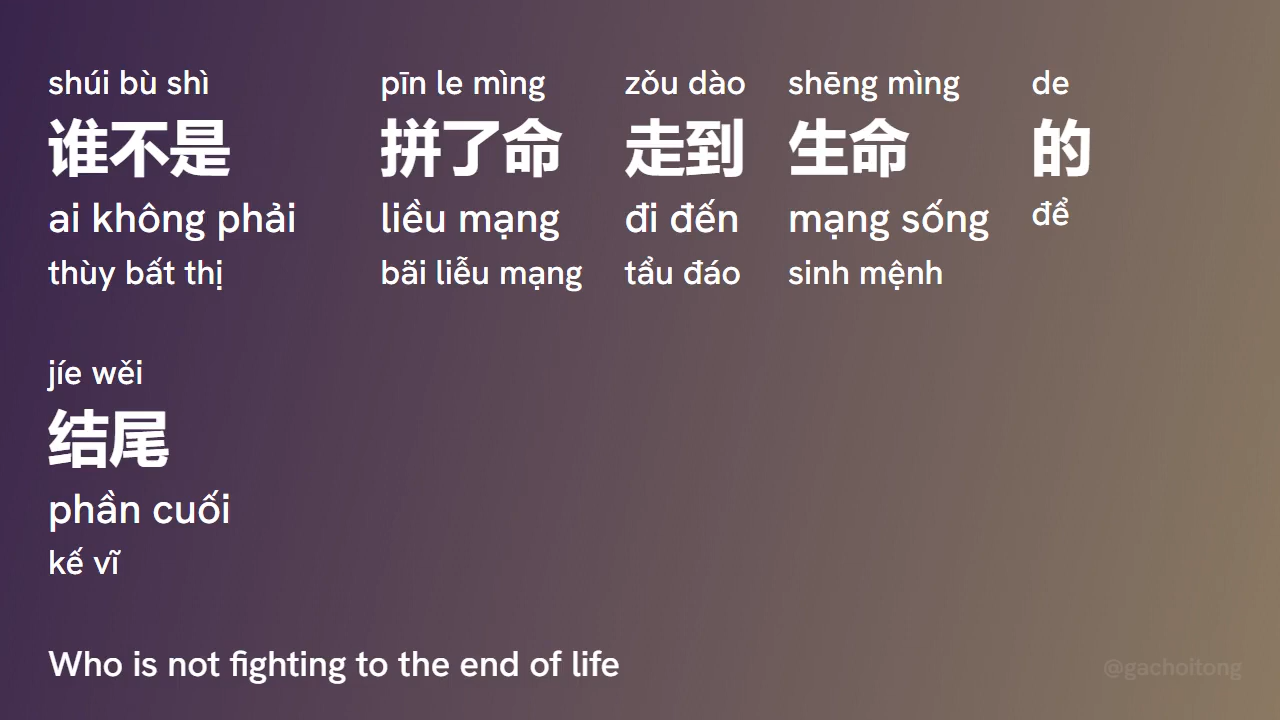 shúi bù shì pīn le mìng zǒu dào shēng mìng de
谁不是 拼了命 走到 生命 的
ai không phải liều mạng đi đến mạng sống để
thùy bất thị bãi liễu mạng tẩu đáo sinh mệnh
jíe wěi
结尾
phần cuối
kế vĩ
Who is not fighting to the end of life
@gachoitong